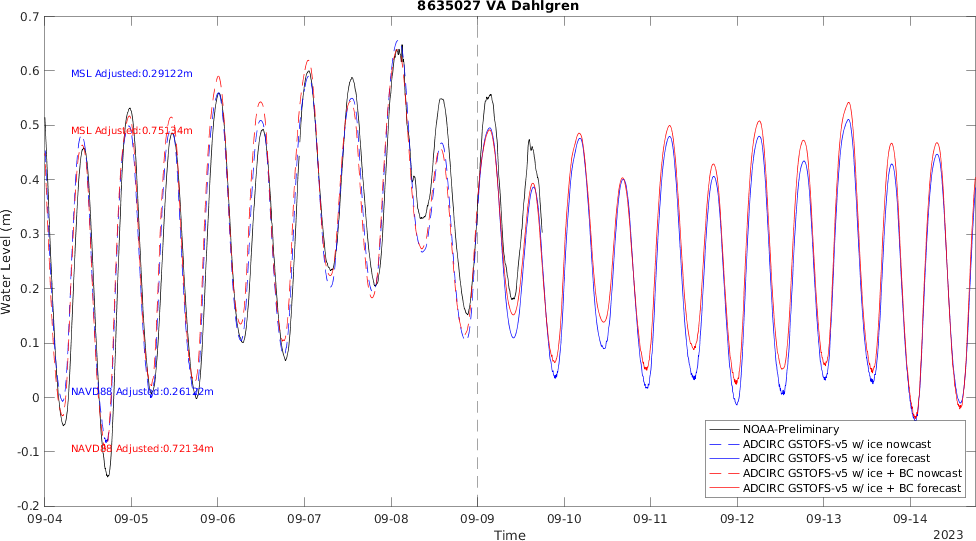 8635027 VA Dahlgren
0.7
0.6
0.5
0.4
0.3
0.2
0.1
0
-0.1
-0.2
Water Level (m)
MSL Adjusted:0.29122m
MSL Adjusted:0.75134m
NAVD88 Adjusted:0.26122m
NAVD88 Adjusted:0.72134m
NOAA-Preliminary
ADCIRC GSTOFS-v5 w/ ice nowcast
ADCIRC GSTOFS-v5 w/ ice forecast
ADCIRC GSTOFS-v5 w/ ice + BC nowcast
ADCIRC GSTOFS-v5 w/ ice + BC forecast
09-04 09-05 09-06 09-07 09-08 09-09 09-10 09-11 09-12 09-13 09-14
Time
2023